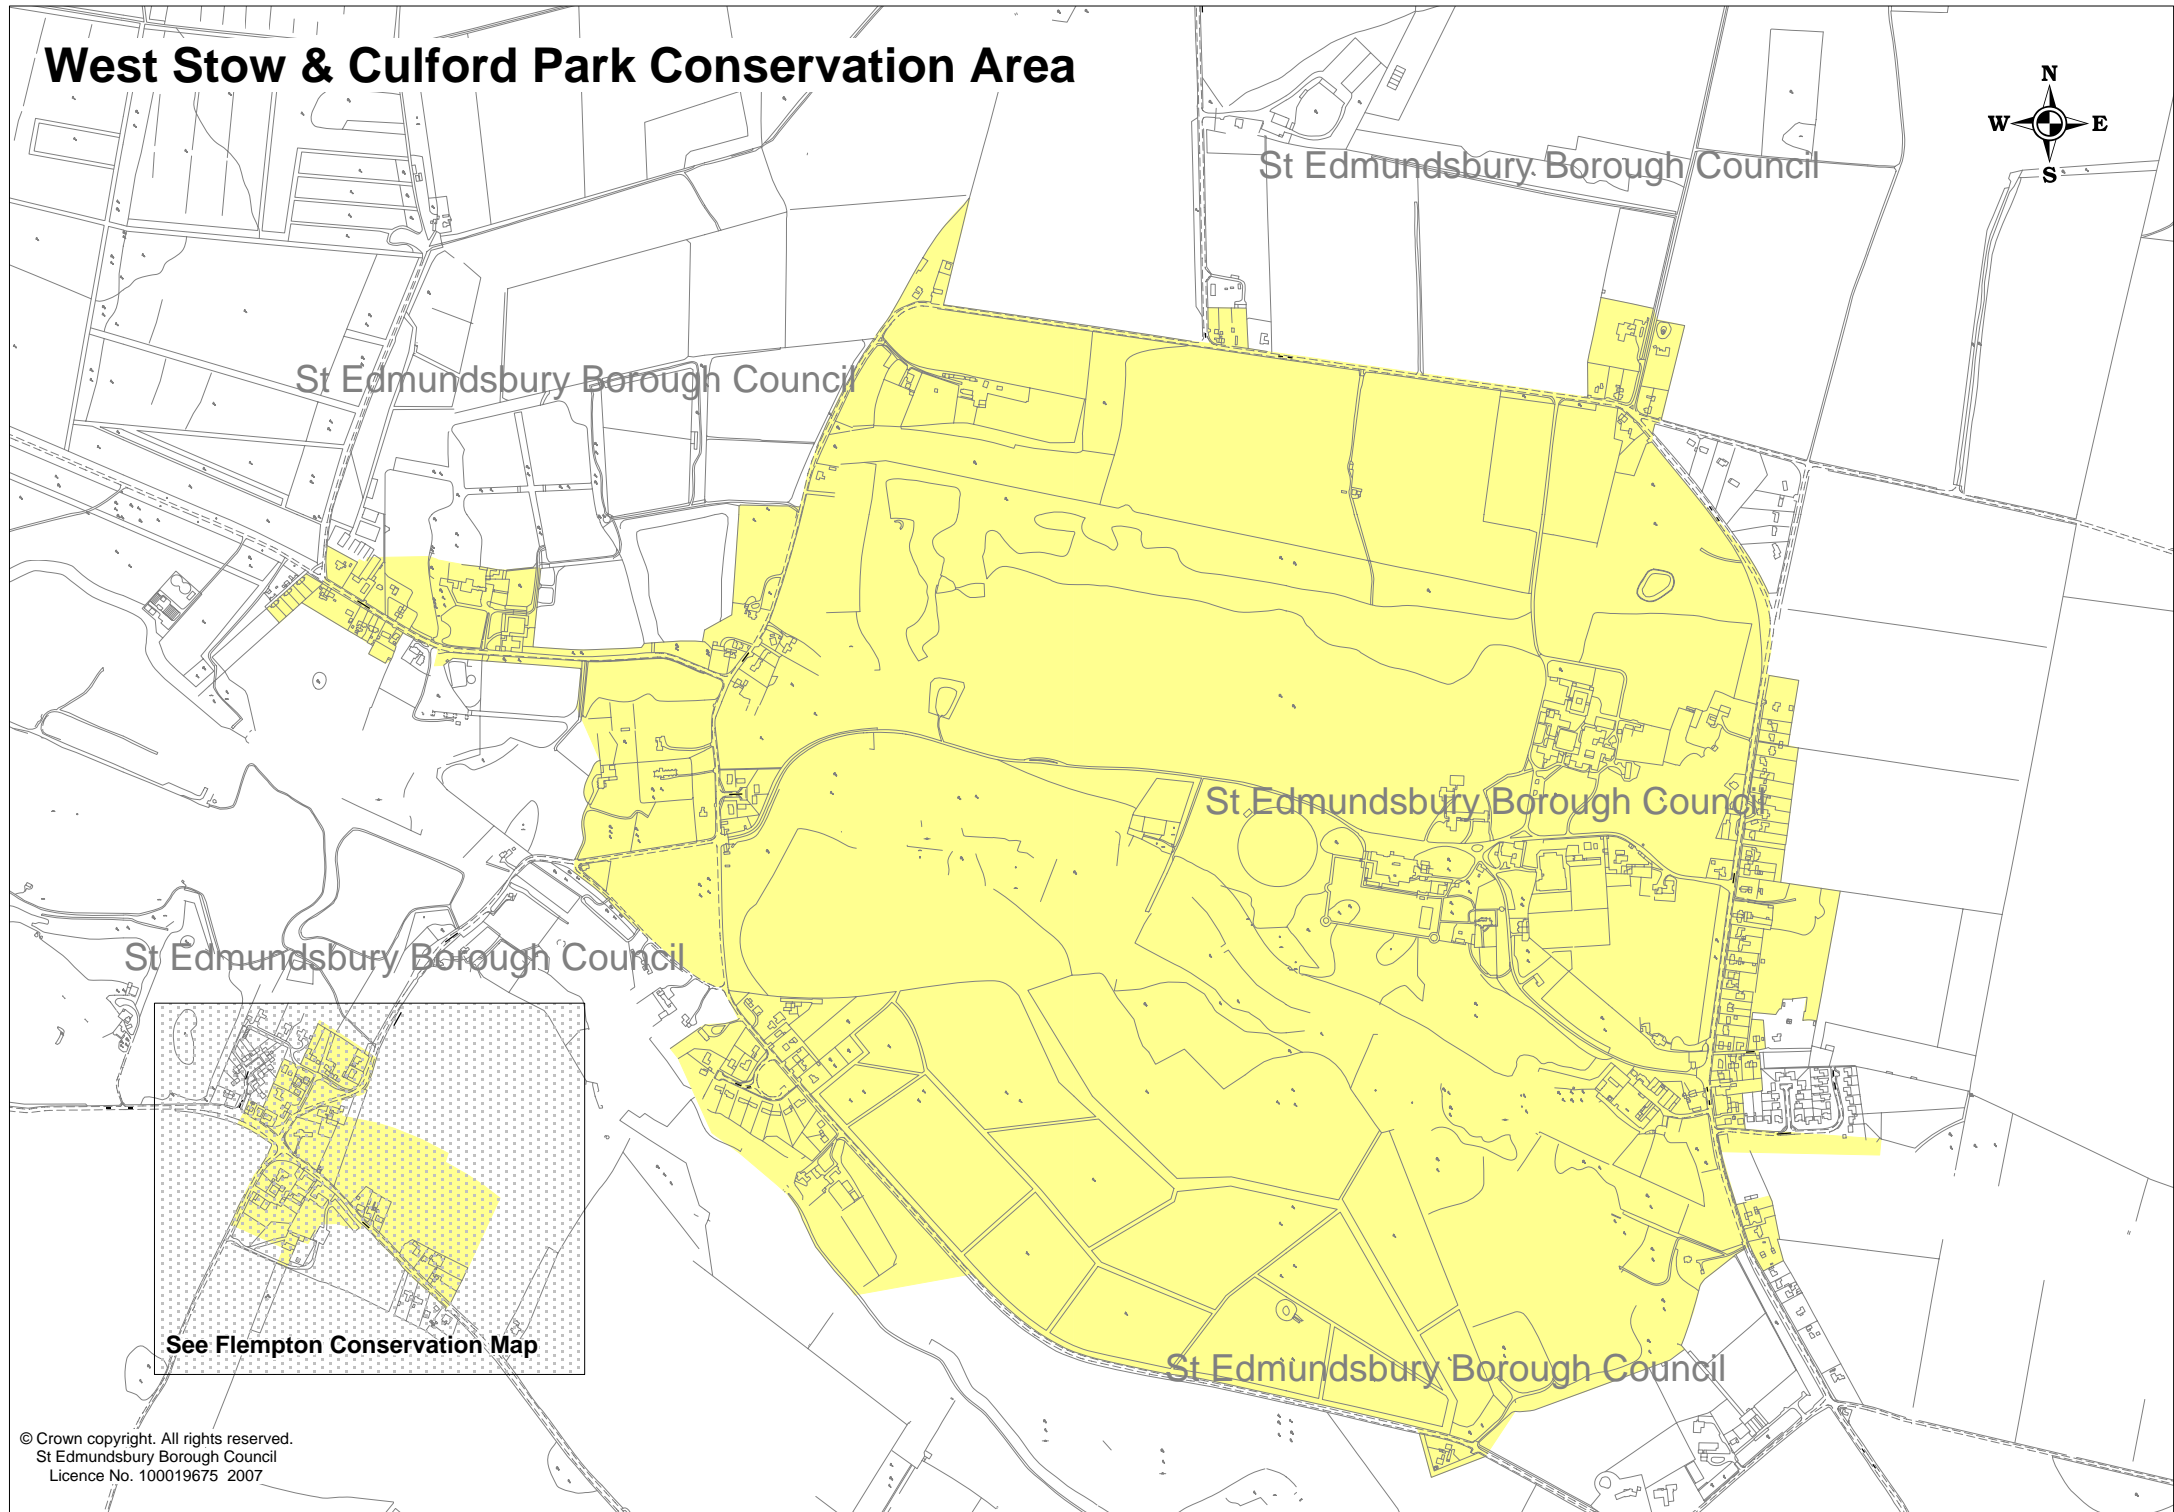 West Stow & Culford Park Conservation Area
N
W E
S
St Edmundsbury Borough Council
St Edmundsbury Borough Council
St Edmundsbury Borough Council
St Edmundsbury Borough Council
See Flempton Conservation Map
St Edmundsbury Borough Council
© Crown copyright. All rights reserved.
St Edmundsbury Borough Council
Licence No. 100019675 2007